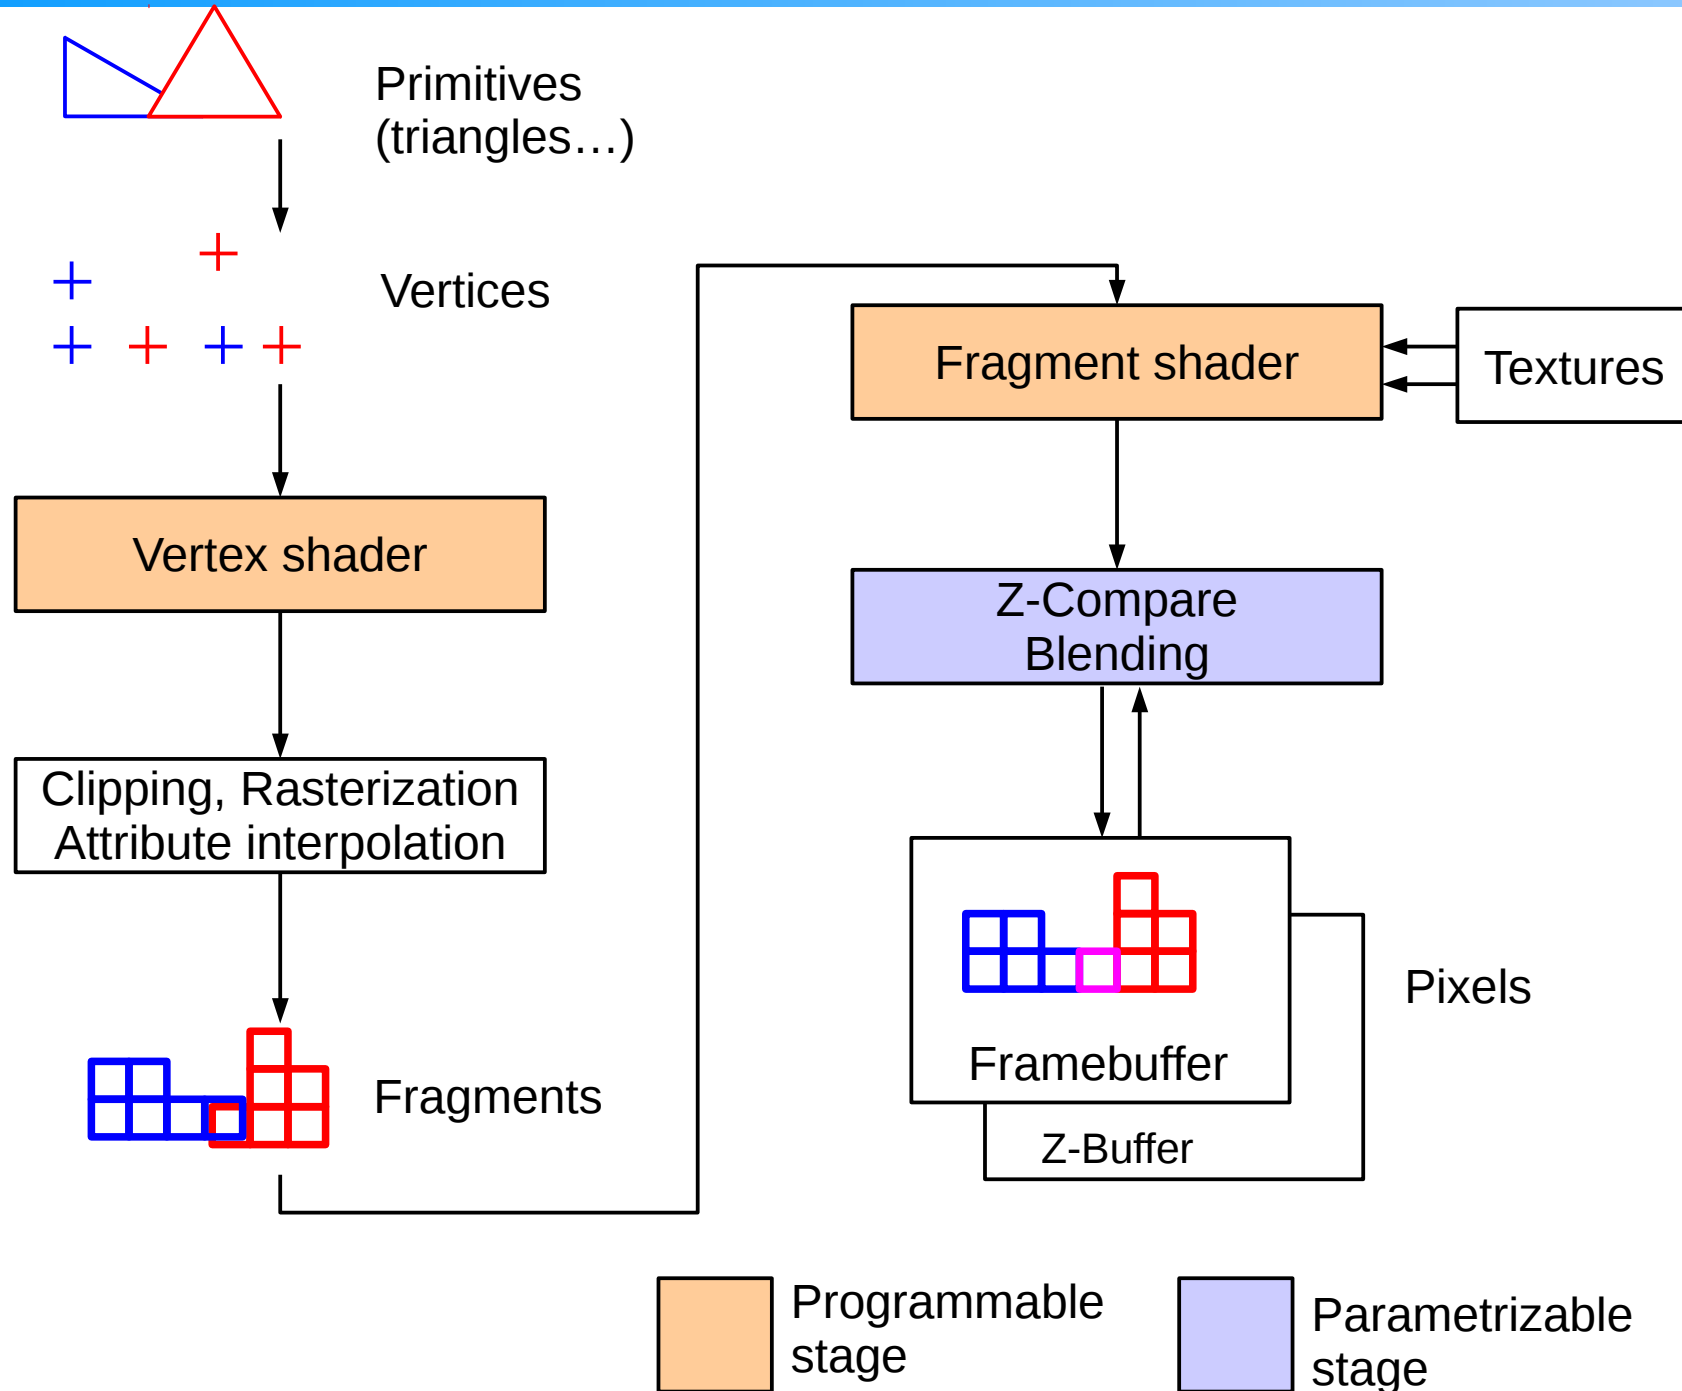 Primitives
(triangles…)
Vertices
Vertex shader
Clipping, Rasterization
Attribute interpolation
Fragments
Fragment shader
Textures
Z-Compare
Blending
Framebuffer
Z-Buffer
Pixels
Programmable
stage
Parametrizable
stage